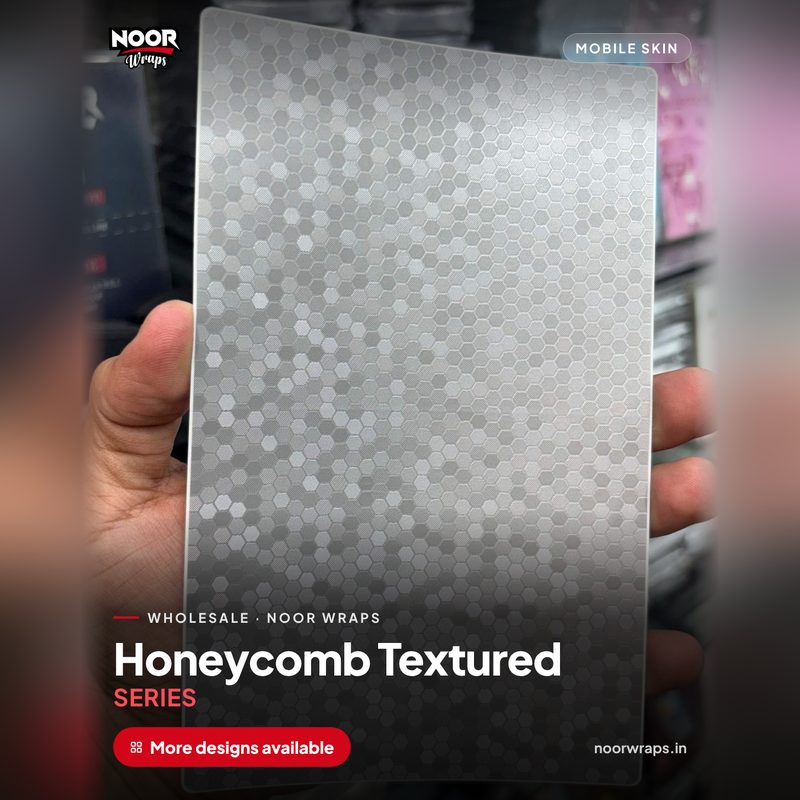 NOOR
Wraps
MOBILE SKIN
WHOLESALE · NOOR WRAPS
Honeycomb Textured
SERIES
More designs available
noorwraps.in